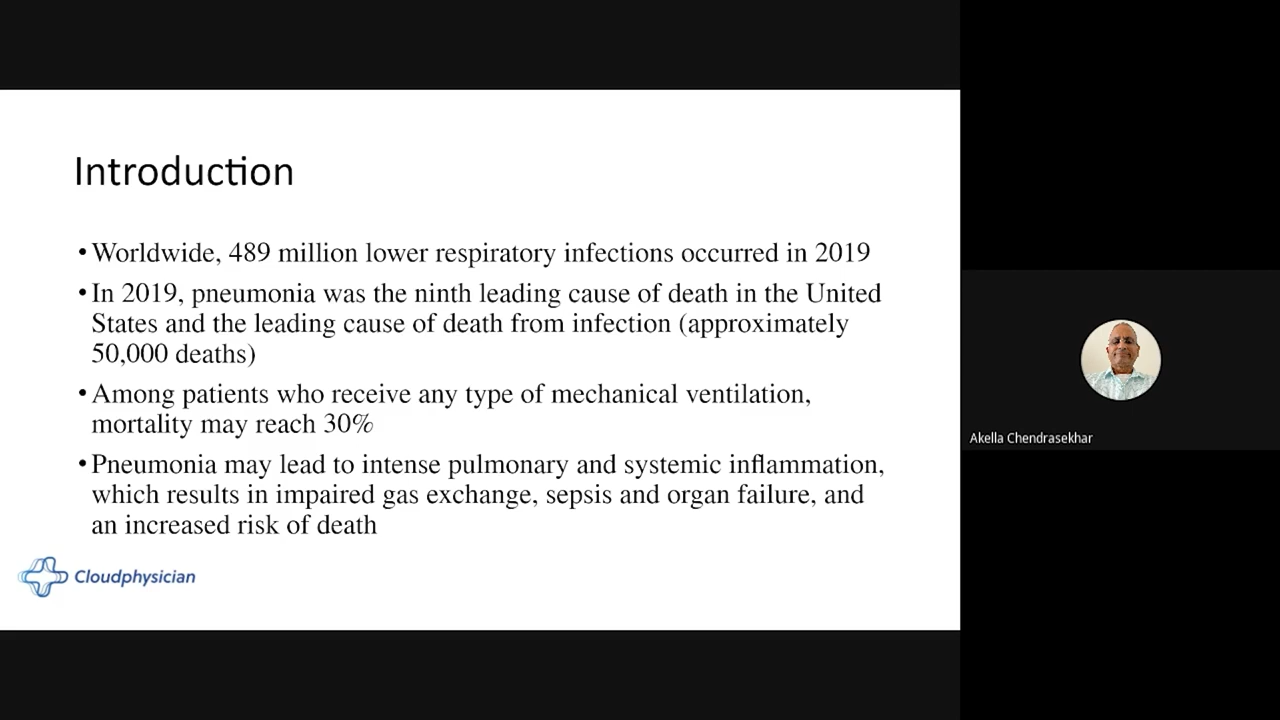 Introduction
•Worldwide, 489 million lower respiratory infections occurred in 2019
•In 2019, pneumonia was the ninth leading cause of death in the United
States and the leading cause of death from infection (approximately
50,000 deaths)
•Among patients who receive any type of mechanical ventilation,
mortality may reach 30%
•Pneumonia may lead to intense pulmonary and systemic inflammation,
which results in impaired gas exchange, sepsis and organ failure, and
an increased risk of death
Cloudphysician
Akella Chendrasekhar